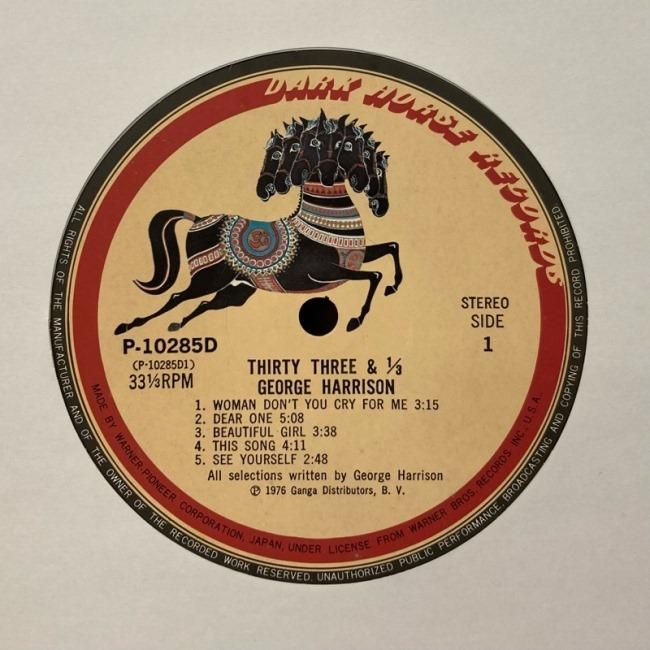 DARK HORSE RECORDS
STEREO
SIDE
1
P-10285D
(P-10285D1)
33⅓RPM
THIRTY THREE & ⅓
GEORGE HARRISON
1. WOMAN DON'T YOU CRY FOR ME 3:15
2. DEAR ONE 5:08
3. BEAUTIFUL GIRL 3:38
4. THIS SONG 4:11
5. SEE YOURSELF 2:48
All selections written by George Harrison
℗ 1976 Ganga Distributors, B. V.
MADE BY WARNER-PIONEER CORPORATION, JAPAN, UNDER LICENSE FROM WARNER BROS. RECORDS INC., U.S.A.
ALL RIGHTS OF THE MANUFACTURER AND OF THE OWNER OF THE RECORDED WORK RESERVED. UNAUTHORIZED PUBLIC PERFORMANCE, BROADCASTING AND COPYING OF THIS RECORD PROHIBITED.
ॐ